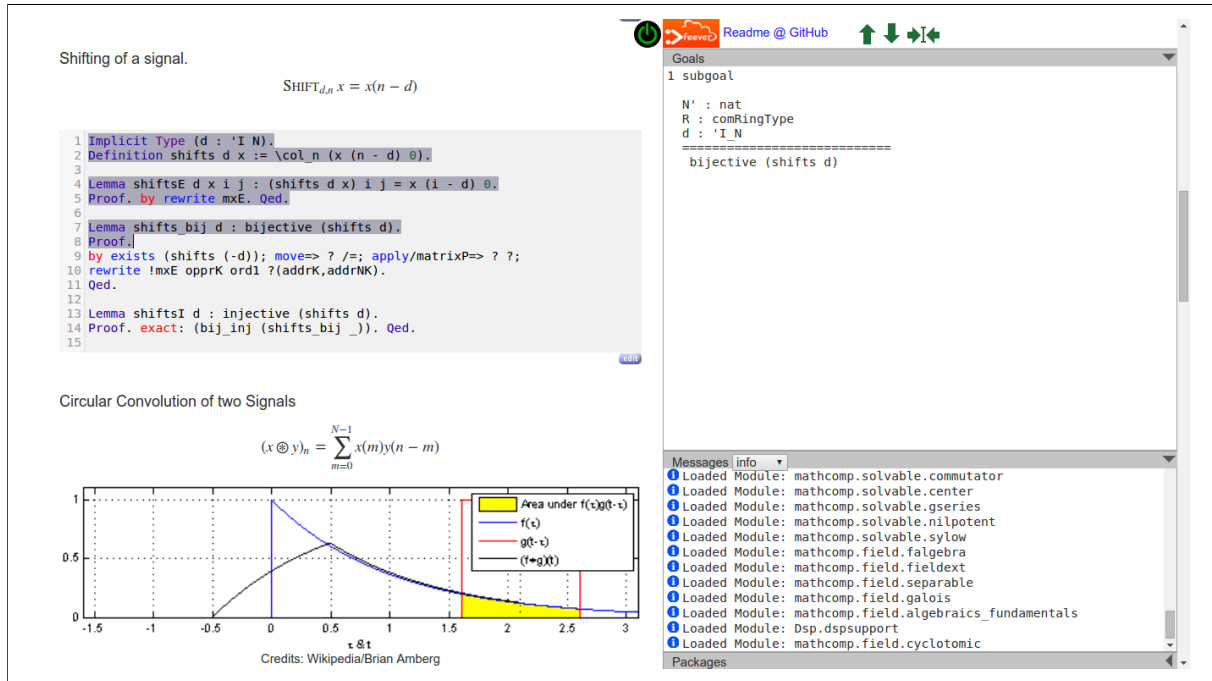 Shifting of a signal.
SHIFT_{d,n} x = x(n − d)
1 Implicit Type (d : 'I_N).
2 Definition shifts d x := \col_n (x (n - d) 0).
3
4 Lemma shiftsE d x i j : (shifts d x) i j = x (i - d) 0.
5 Proof. by rewrite mxE. Qed.
6
7 Lemma shifts_bij d : bijective (shifts d).
8 Proof.
9 by exists (shifts (-d)); move=> ? /=; apply/matrixP=> ? ?;
10 rewrite !mxE opprK ord1 ?(addrK,addrNK).
11 Qed.
12
13 Lemma shiftsI d : injective (shifts d).
14 Proof. exact: (bij_inj (shifts_bij _)). Qed.
15
edit
Circular Convolution of two Signals
(x ⊛ y)_n = ∑_{m=0}^{N−1} x(m)y(n − m)
1
0.5
0
-1.5 -1 -0.5 0 0.5 1 1.5 2 2.5 3
τ & t
Area under f(τ)g(t-τ)
f(τ)
g(t-τ)
(f∗g)(t)
Credits: Wikipedia/Brian Amberg
feever
Readme @ GitHub
Goals
1 subgoal
N' : nat
R : comRingType
d : 'I_N
============================
bijective (shifts d)
Messages info
Loaded Module: mathcomp.solvable.commutator
Loaded Module: mathcomp.solvable.center
Loaded Module: mathcomp.solvable.gseries
Loaded Module: mathcomp.solvable.nilpotent
Loaded Module: mathcomp.solvable.sylow
Loaded Module: mathcomp.field.falgebra
Loaded Module: mathcomp.field.fieldext
Loaded Module: mathcomp.field.separable
Loaded Module: mathcomp.field.galois
Loaded Module: mathcomp.field.algebraics_fundamentals
Loaded Module: Dsp.dspsupport
Loaded Module: mathcomp.field.cyclotomic
Packages